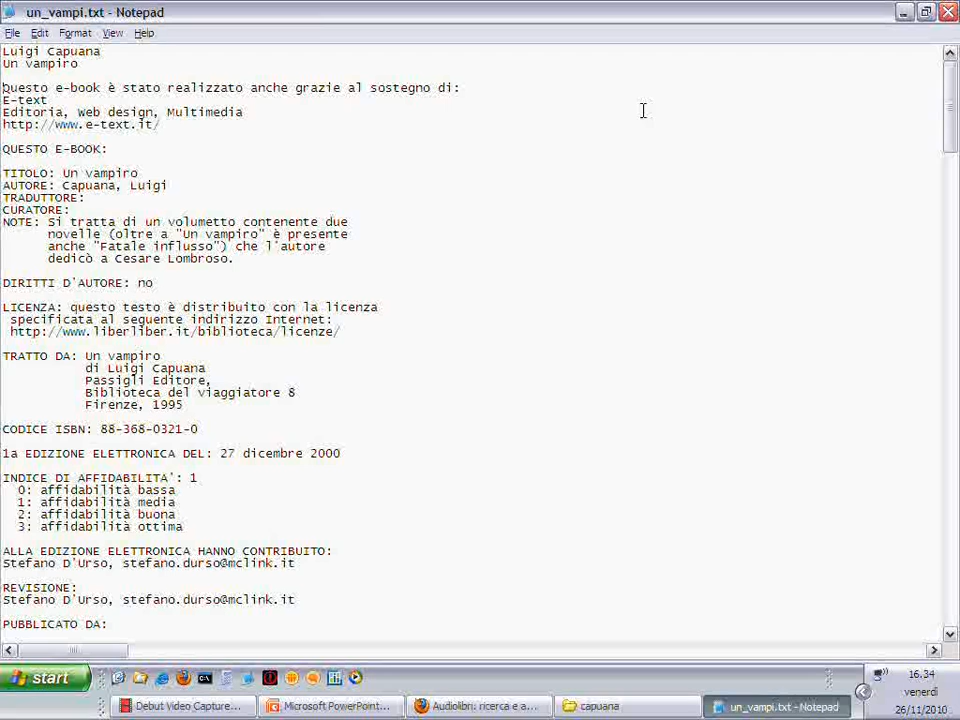 un_vampi.txt - Notepad
File Edit Format View Help
Luigi Capuana
Un vampiro
Questo e-book è stato realizzato anche grazie al sostegno di:
E-text
Editoria, Web design, Multimedia
http://www.e-text.it/
QUESTO E-BOOK:
TITOLO: Un vampiro
AUTORE: Capuana, Luigi
TRADUTTORE:
CURATORE:
NOTE: Si tratta di un volumetto contenente due
novelle (oltre a "Un vampiro" è presente
anche "Fatale influsso") che l'autore
dedicò a Cesare Lombroso.
DIRITTI D'AUTORE: no
LICENZA: questo testo è distribuito con la licenza
specificata al seguente indirizzo Internet:
http://www.liberliber.it/biblioteca/licenze/
TRATTO DA: Un vampiro
di Luigi Capuana
Passigli Editore,
Biblioteca del viaggiatore 8
Firenze, 1995
CODICE ISBN: 88-368-0321-0
1a EDIZIONE ELETTRONICA DEL: 27 dicembre 2000
INDICE DI AFFIDABILITA': 1
0: affidabilità bassa
1: affidabilità media
2: affidabilità buona
3: affidabilità ottima
ALLA EDIZIONE ELETTRONICA HANNO CONTRIBUITO:
Stefano D'Urso, stefano.durso@mclink.it
REVISIONE:
Stefano D'Urso, stefano.durso@mclink.it
PUBBLICATO DA:
start
16.34
Debut Video Capture... Microsoft PowerPoint... Audiolibri: ricerca e a... capuana un_vampi.txt - Notepad
venerdì
26/11/2010